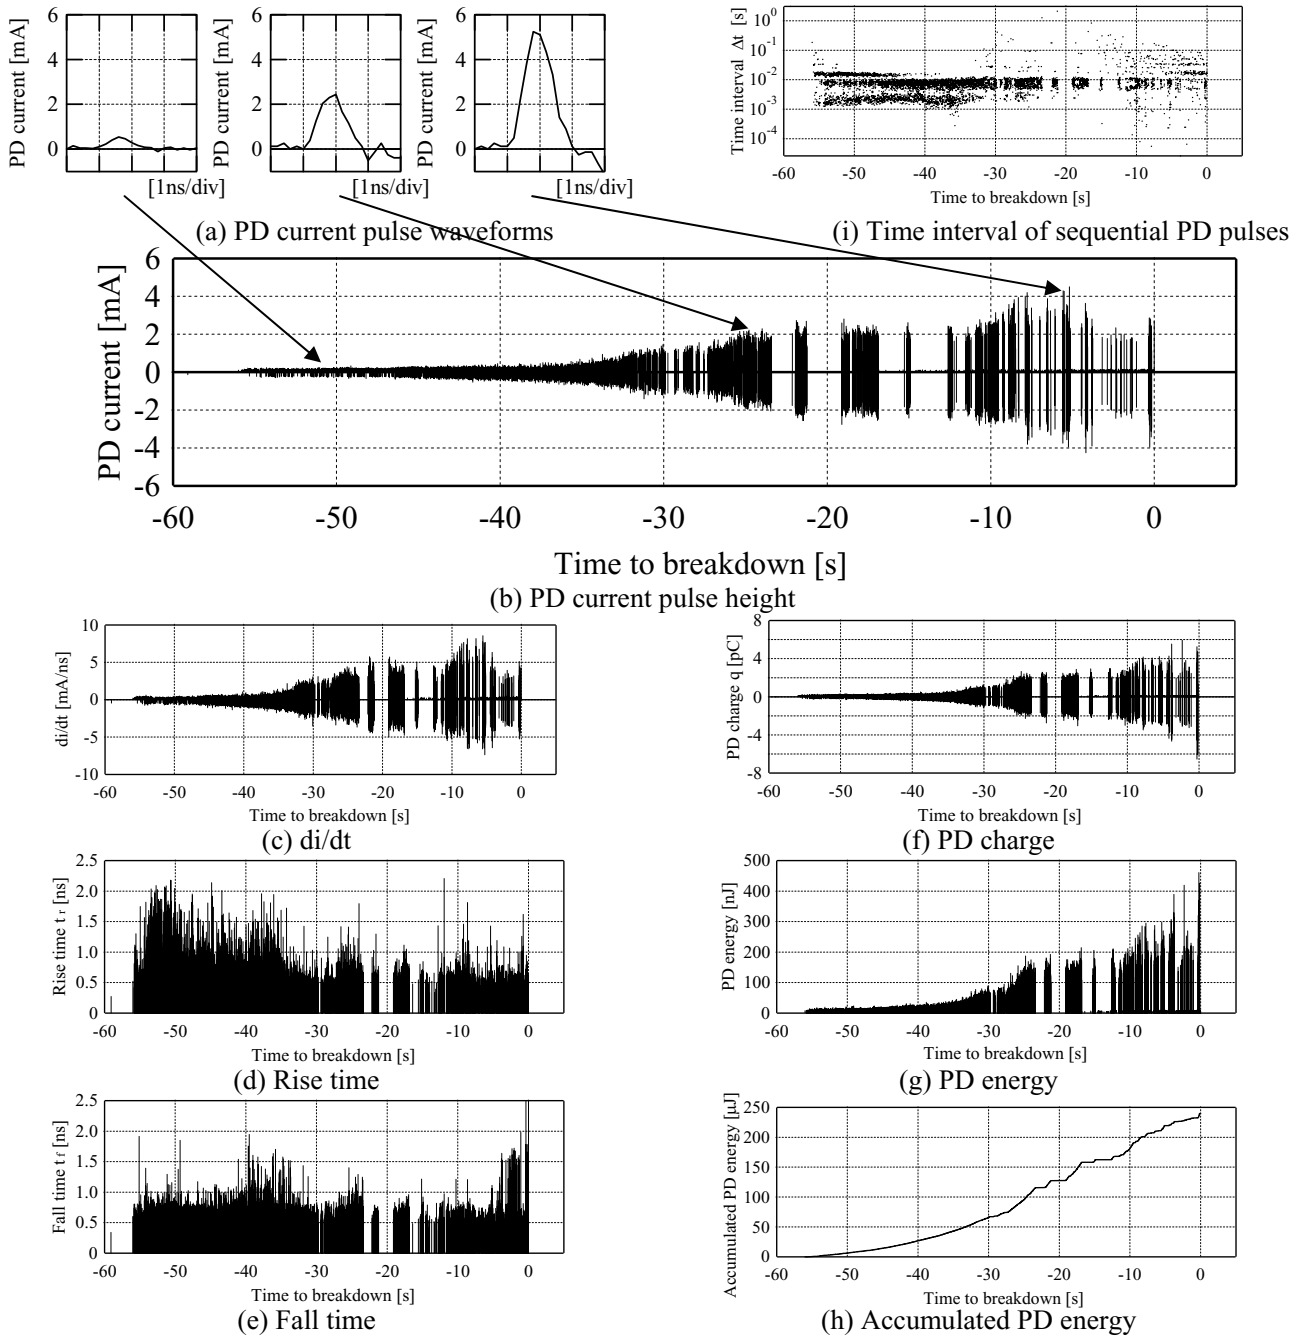 PD current [mA]
6
4
2
0
[1ns/div]
PD current [mA]
6
4
2
0
[1ns/div]
PD current [mA]
6
4
2
0
[1ns/div]
(a) PD current pulse waveforms
Time interval Δt [s]
10⁰
10⁻¹
10⁻²
10⁻³
10⁻⁴
-60 -50 -40 -30 -20 -10 0
Time to breakdown [s]
(i) Time interval of sequential PD pulses
PD current [mA]
6
4
2
0
-2
-4
-6
-60 -50 -40 -30 -20 -10 0
Time to breakdown [s]
(b) PD current pulse height
di/dt [mA/ns]
10
5
0
-5
-10
-60 -50 -40 -30 -20 -10 0
Time to breakdown [s]
(c) di/dt
PD charge q [pC]
8
4
0
-4
-8
-60 -50 -40 -30 -20 -10 0
Time to breakdown [s]
(f) PD charge
Rise time t r [ns]
2.5
2.0
1.5
1.0
0.5
0
-60 -50 -40 -30 -20 -10 0
Time to breakdown [s]
(d) Rise time
PD energy [nJ]
500
400
300
200
100
0
-60 -50 -40 -30 -20 -10 0
Time to breakdown [s]
(g) PD energy
Fall time t f [ns]
2.5
2.0
1.5
1.0
0.5
0
-60 -50 -40 -30 -20 -10 0
Time to breakdown [s]
(e) Fall time
Accumulated PD energy [μJ]
250
200
150
100
50
0
-60 -50 -40 -30 -20 -10 0
Time to breakdown [s]
(h) Accumulated PD energy